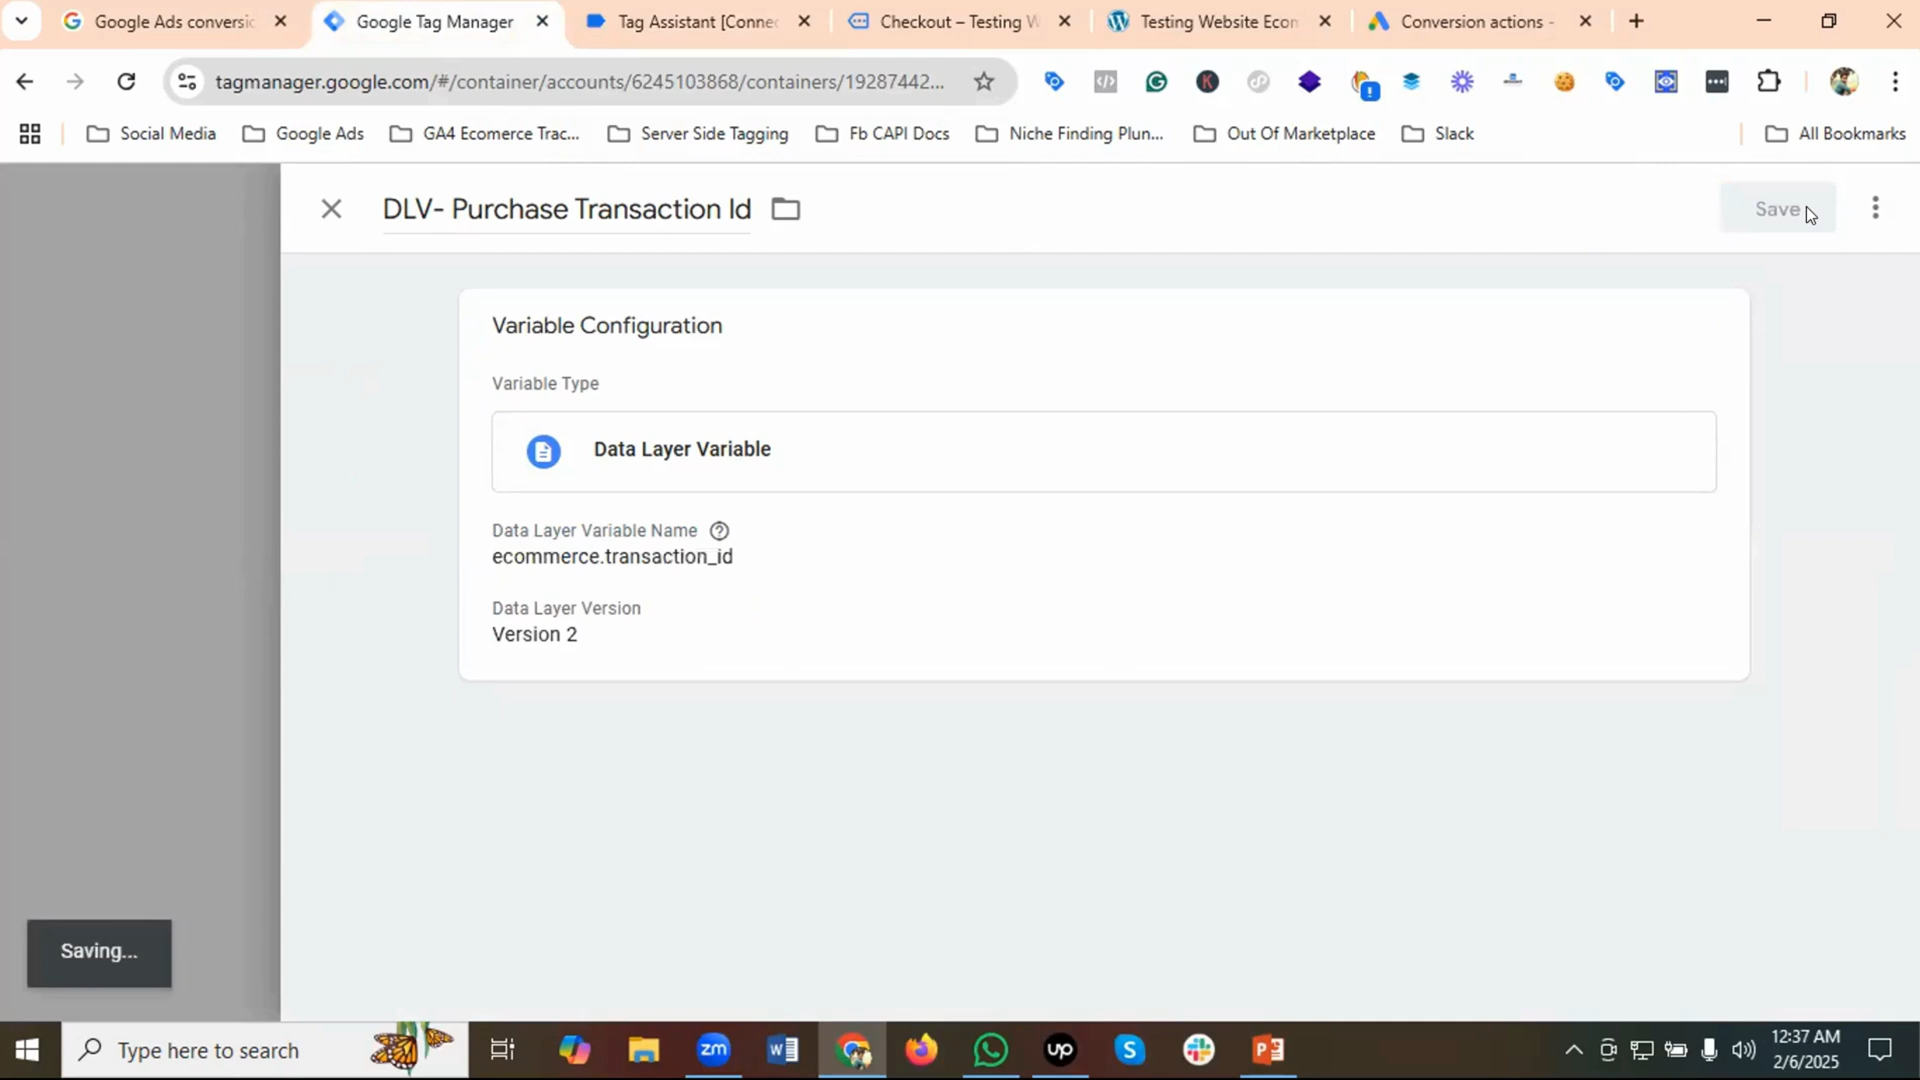 Google Ads conversi
Google Tag Manager
Tag Assistant [Connec
Checkout – Testing W
Testing Website Econ
Conversion actions -
tagmanager.google.com/#/container/accounts/6245103868/containers/19287442...
Social Media
Google Ads
GA4 Ecomerce Trac...
Server Side Tagging
Fb CAPI Docs
Niche Finding Plun...
Out Of Marketplace
Slack
All Bookmarks
DLV- Purchase Transaction Id
Save
Variable Configuration
Variable Type
Data Layer Variable
Data Layer Variable Name
ecommerce.transaction_id
Data Layer Version
Version 2
Saving...
Type here to search
zm
up
12:37 AM
2/6/2025